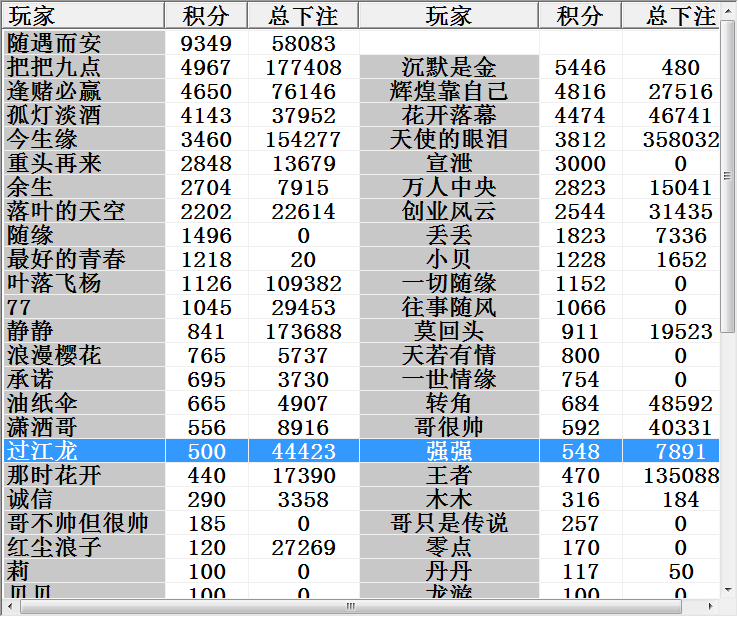 玩家 积分 总下注 玩家 积分 总下注
随遇而安 9349 58083
把把九点 4967 177408 沉默是金 5446 480
逢赌必赢 4650 76146 辉煌靠自己 4816 27516
孤灯淡酒 4143 37952 花开落幕 4474 46741
今生缘 3460 154277 天使的眼泪 3812 358032
重头再来 2848 13679 宣泄 3000 0
余生 2704 7915 万人中央 2823 15041
落叶的天空 2202 22614 创业风云 2544 31435
随缘 1496 0 丢丢 1823 7336
最好的青春 1218 20 小贝 1228 1652
叶落飞杨 1126 109382 一切随缘 1152 0
77 1045 29453 往事随风 1066 0
静静 841 173688 莫回头 911 19523
浪漫樱花 765 5737 天若有情 800 0
承诺 695 3730 一世情缘 754 0
油纸伞 665 4907 转角 684 48592
潇洒哥 556 8916 哥很帅 592 40331
过江龙 500 44423 强强 548 7891
那时花开 440 17390 王者 470 135088
诚信 290 3358 木木 316 184
哥不帅但很帅 185 0 哥只是传说 257 0
红尘浪子 120 27269 零点 170 0
莉 100 0 丹丹 117 50
贝贝 100 0 龙游 100 0